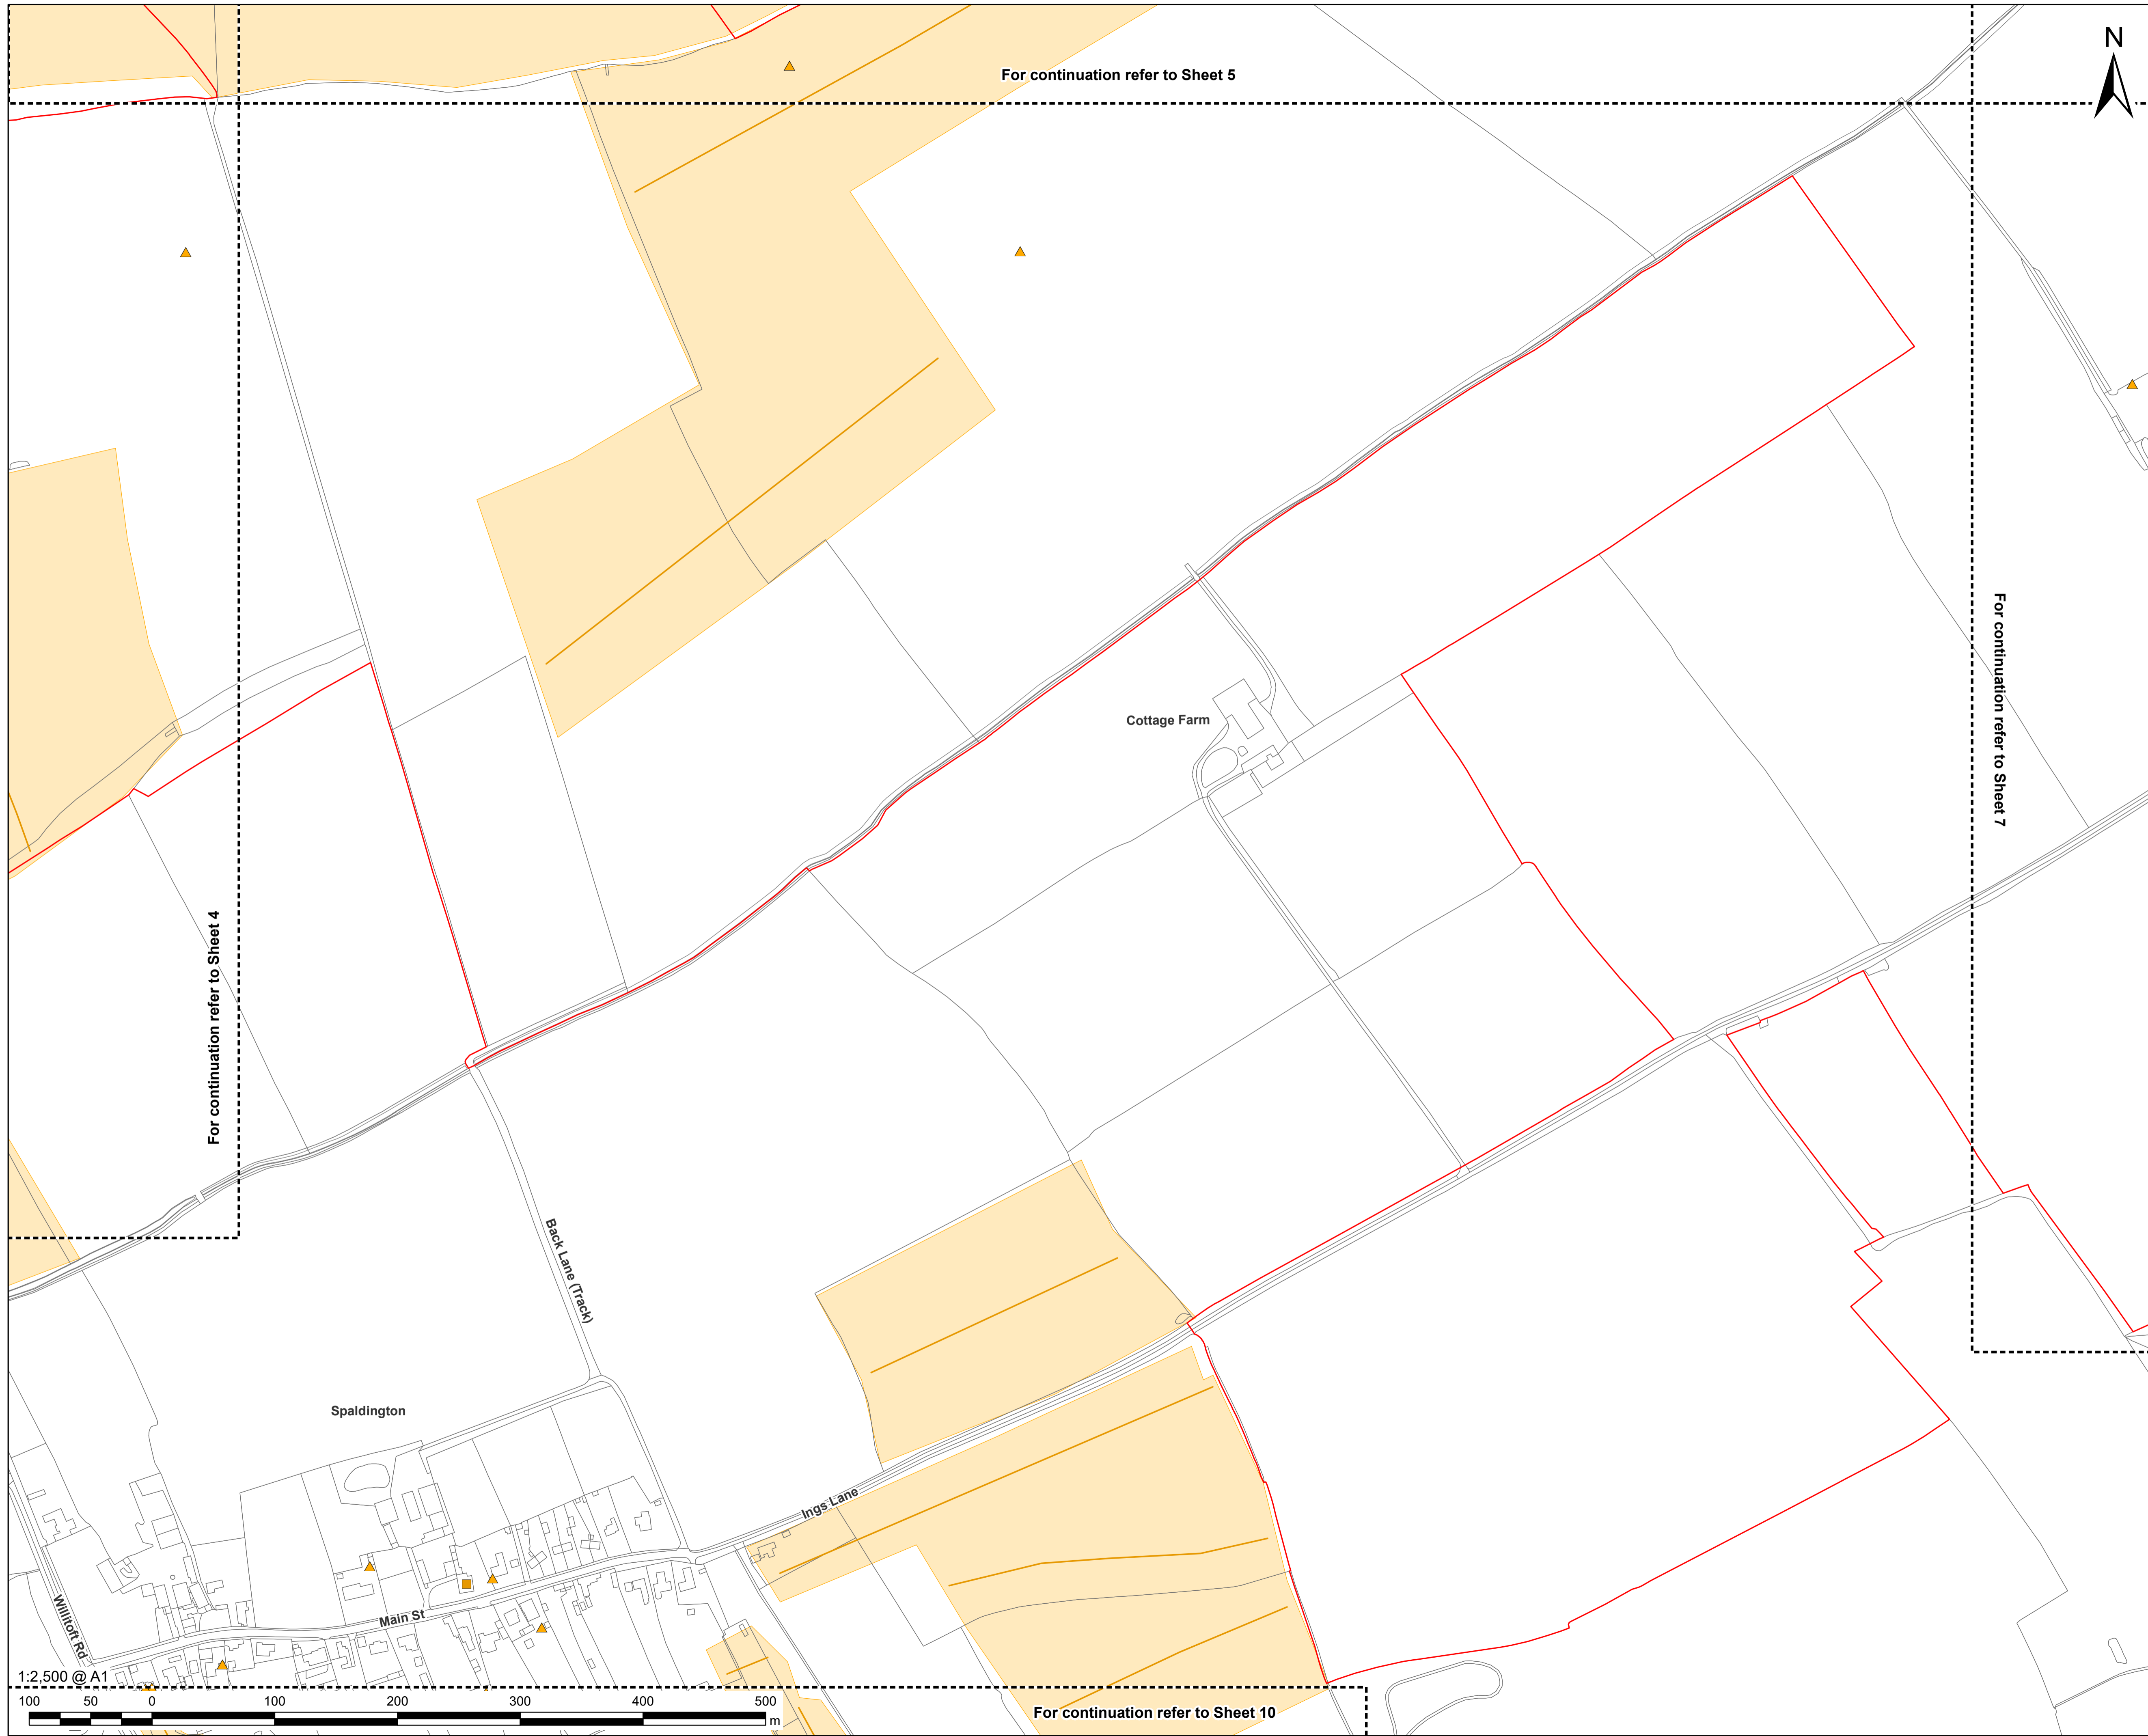 N
For continuation refer to Sheet 5
For continuation refer to Sheet 7
Cottage Farm
For continuation refer to Sheet 4
Back Lane (Track)
Spaldington
Ings Lane
Main St
Willitoft Rd
1:2,500 @ A1
100 50 0 100 200 300 400 500
m
For continuation refer to Sheet 10